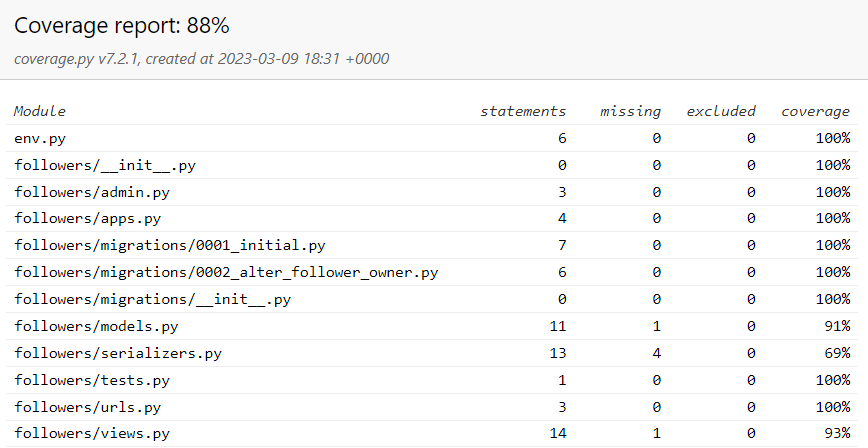 Coverage report: 88%
coverage.py v7.2.1, created at 2023-03-09 18:31 +0000
Module statements missing excluded coverage
env.py 6 0 0 100%
followers/__init__.py 0 0 0 100%
followers/admin.py 3 0 0 100%
followers/apps.py 4 0 0 100%
followers/migrations/0001_initial.py 7 0 0 100%
followers/migrations/0002_alter_follower_owner.py 6 0 0 100%
followers/migrations/__init__.py 0 0 0 100%
followers/models.py 11 1 0 91%
followers/serializers.py 13 4 0 69%
followers/tests.py 1 0 0 100%
followers/urls.py 3 0 0 100%
followers/views.py 14 1 0 93%